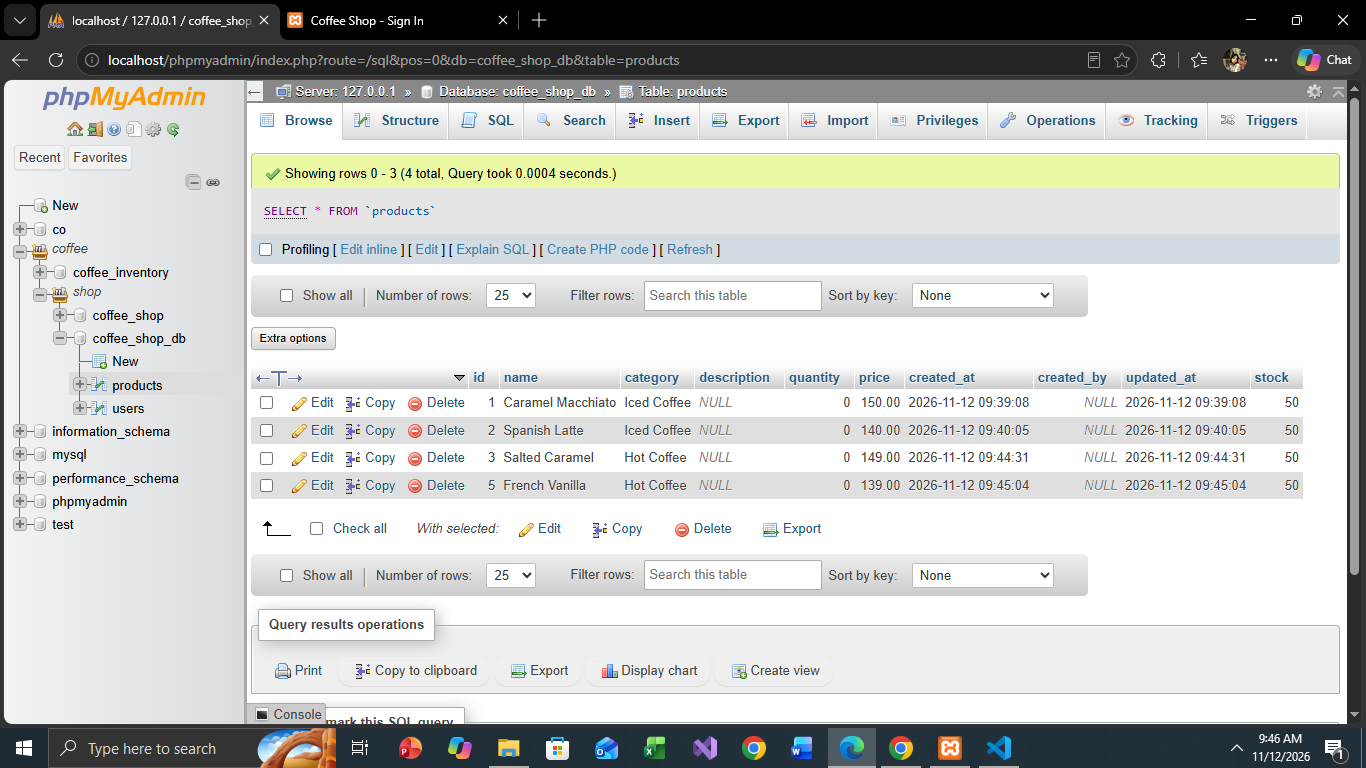 localhost / 127.0.0.1 / coffee_shop
Coffee Shop - Sign In
localhost/phpmyadmin/index.php?route=/sql&pos=0&db=coffee_shop_db&table=products
Chat
phpMyAdmin
Recent Favorites
New
co
coffee
coffee_inventory
shop
coffee_shop
coffee_shop_db
New
products
users
information_schema
mysql
performance_schema
phpmyadmin
test
Server: 127.0.0.1 » Database: coffee_shop_db » Table: products
Browse Structure SQL Search Insert Export Import Privileges Operations Tracking Triggers
Showing rows 0 - 3 (4 total, Query took 0.0004 seconds.)
SELECT * FROM `products`
Profiling [ Edit inline ] [ Edit ] [ Explain SQL ] [ Create PHP code ] [ Refresh ]
Show all Number of rows: 25 Filter rows: Search this table Sort by key: None
Extra options
id name category description quantity price created_at created_by updated_at stock
Edit Copy Delete 1 Caramel Macchiato Iced Coffee NULL 0 150.00 2026-11-12 09:39:08 NULL 2026-11-12 09:39:08 50
Edit Copy Delete 2 Spanish Latte Iced Coffee NULL 0 140.00 2026-11-12 09:40:05 NULL 2026-11-12 09:40:05 50
Edit Copy Delete 3 Salted Caramel Hot Coffee NULL 0 149.00 2026-11-12 09:44:31 NULL 2026-11-12 09:44:31 50
Edit Copy Delete 5 French Vanilla Hot Coffee NULL 0 139.00 2026-11-12 09:45:04 NULL 2026-11-12 09:45:04 50
Check all With selected: Edit Copy Delete Export
Show all Number of rows: 25 Filter rows: Search this table Sort by key: None
Query results operations
Print Copy to clipboard Export Display chart Create view
Console
mark this SQL query
Type here to search
9:46 AM
11/12/2026
1